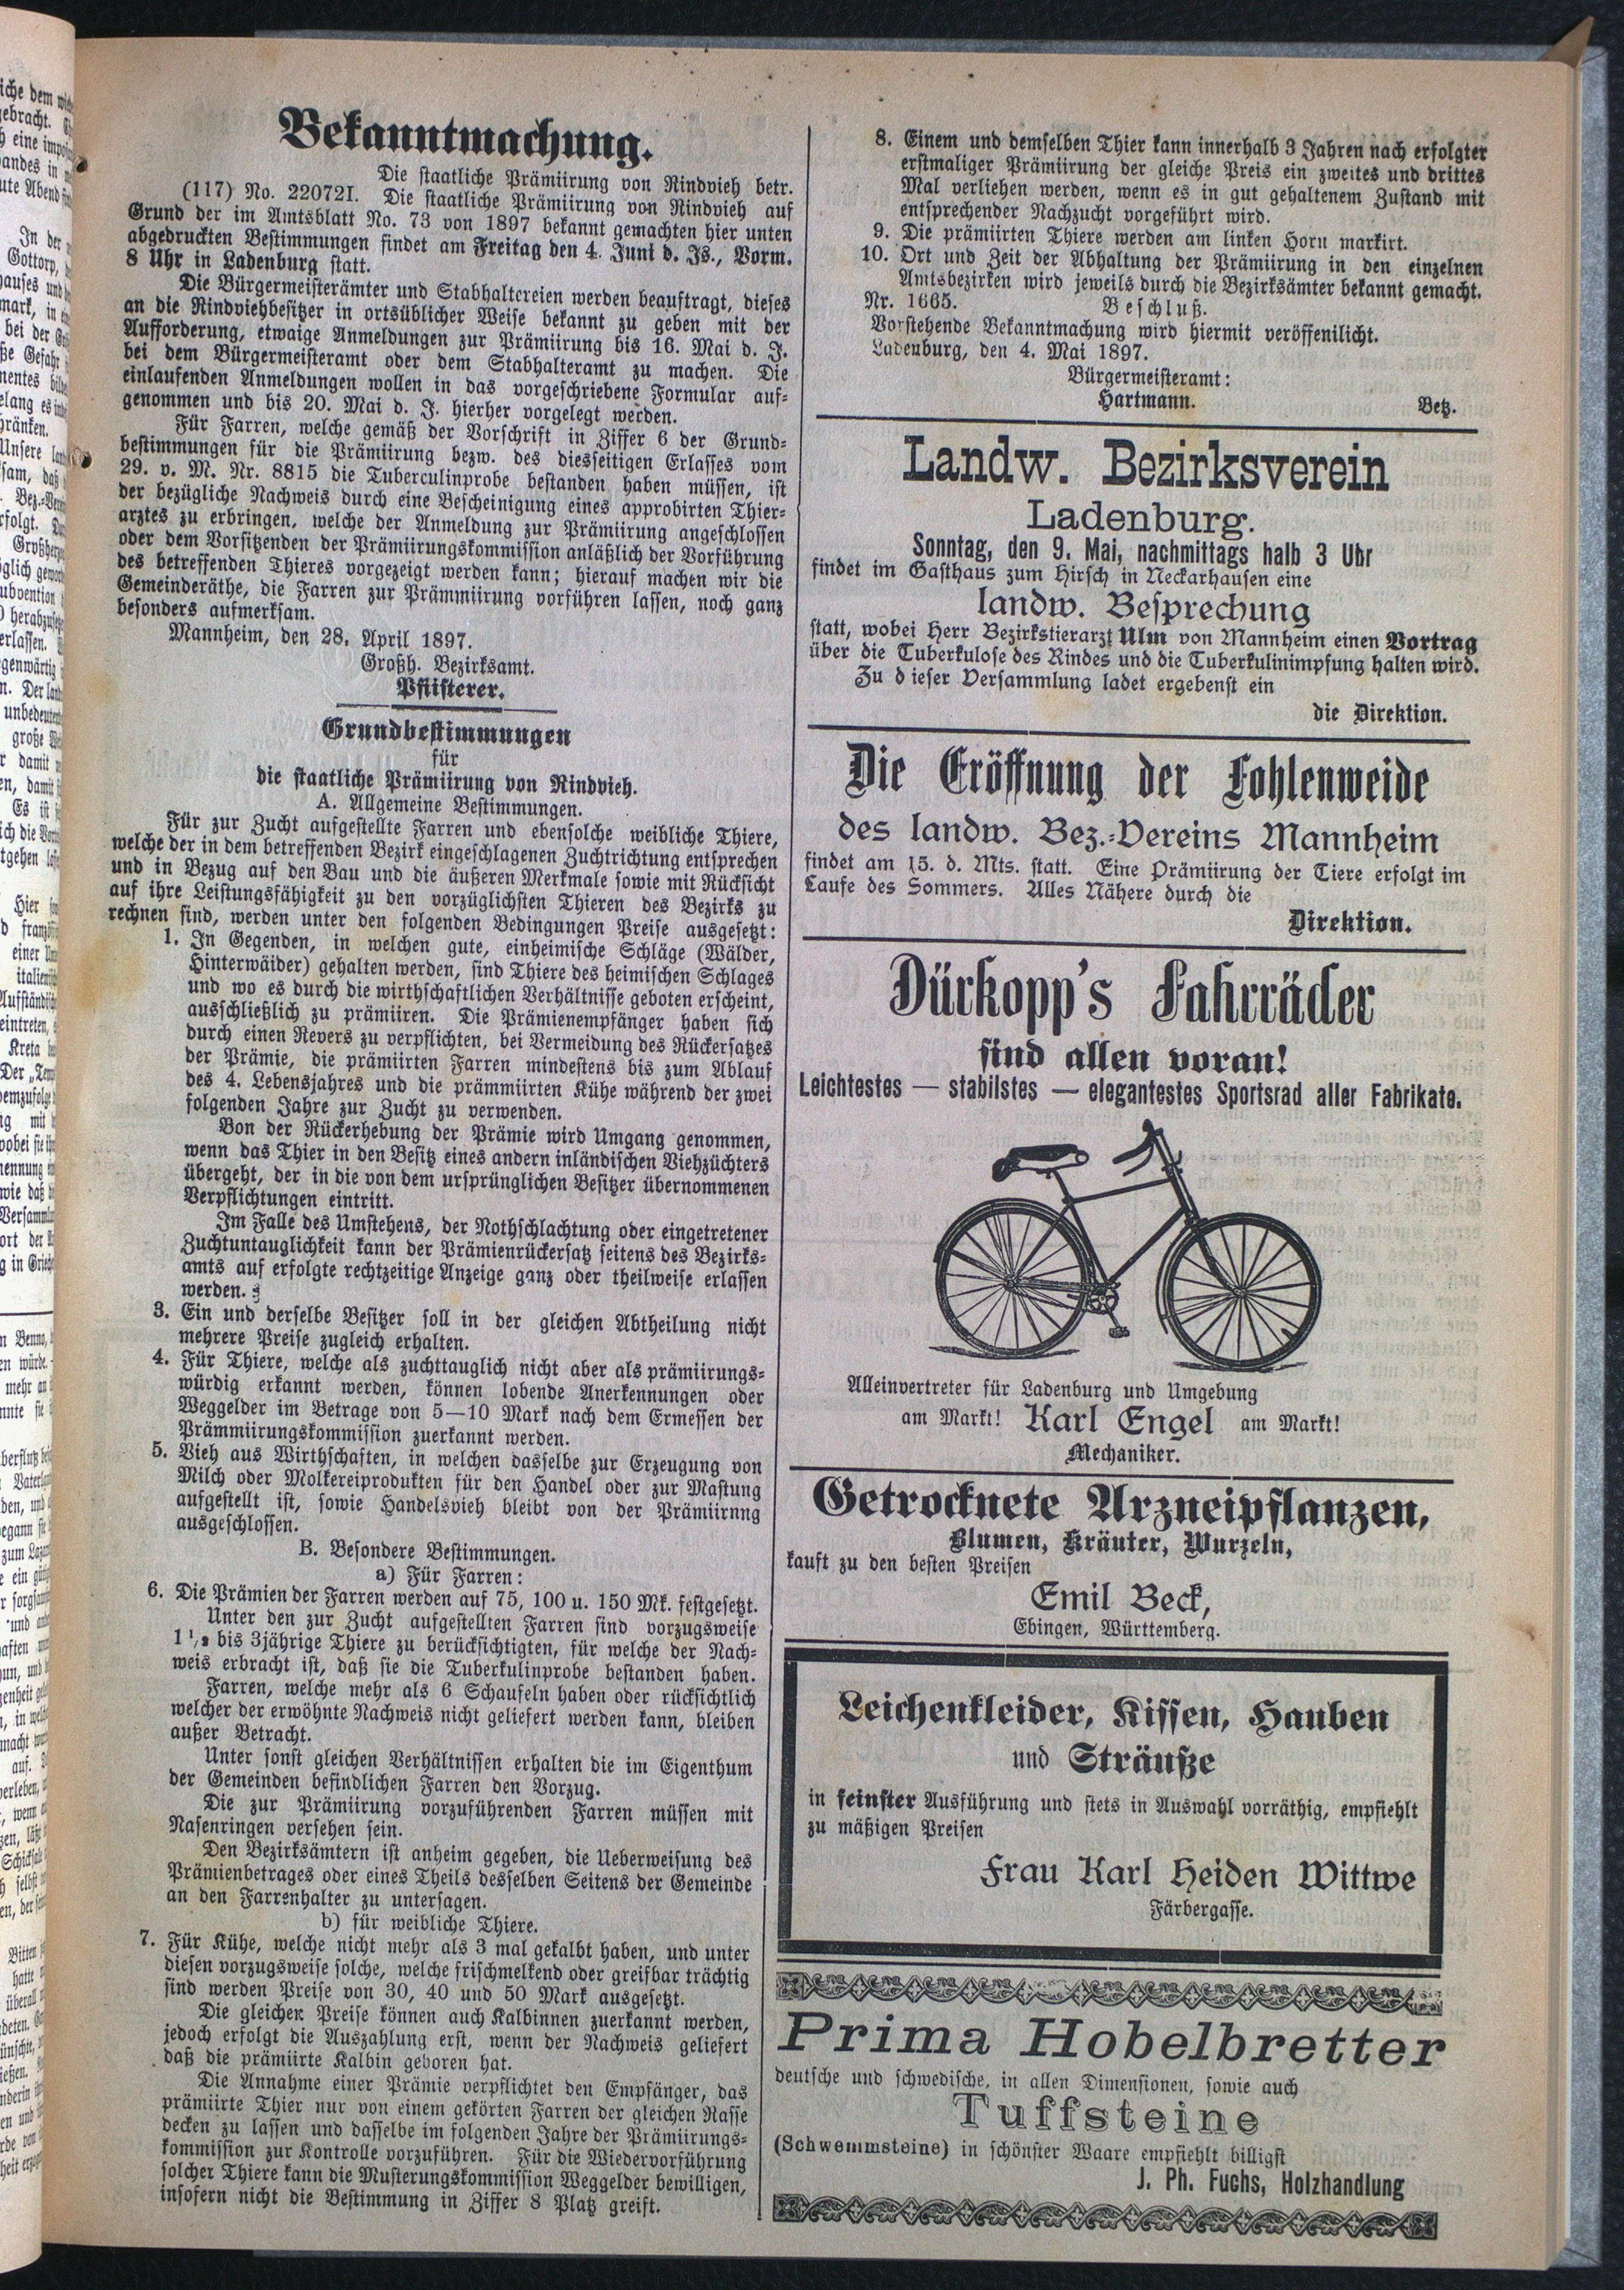 Bekanntmachung.
Die staatliche Prämiirung von Rindvieh betr.
(117) No. 22072I. Die staatliche Prämiirung von Rindvieh auf
Grund der im Amtsblatt No. 73 von 1897 bekannt gemachten hier unten
abgedruckten Bestimmungen findet am Freitag den 4. Juni d. Js., Vorm.
8 Uhr in Ladenburg statt.
Die Bürgermeisterämter und Stabhaltereien werden beauftragt, dieses
an die Rindviehbesitzer in ortsüblicher Weise bekannt zu geben mit der
Aufforderung, etwaige Anmeldungen zur Prämiirung bis 16. Mai d. J.
bei dem Bürgermeisteramt oder dem Stabhalteramt zu machen. Die
einlaufenden Anmeldungen wollen in das vorgeschriebene Formular auf-
genommen und bis 20. Mai d. J. hierher vorgelegt werden.
Für Farren, welche gemäß der Vorschrift in Ziffer 6 der Grund-
bestimmungen für die Prämiirung bezw. des diesseitigen Erlasses vom
29. v. M. Nr. 8815 die Tuberculinprobe bestanden haben müssen, ist
der bezügliche Nachweis durch eine Bescheinigung eines approbirten Thier-
arztes zu erbringen, welche der Anmeldung zur Prämiirung angeschlossen
oder dem Vorsitzenden der Prämiirungskommission anläßlich der Vorführung
des betreffenden Thieres vorgezeigt werden kann; hierauf machen wir die
Gemeinderäthe, die Farren zur Prämmiirung vorführen lassen, noch ganz
besonders aufmerksam.
Mannheim, den 28. April 1897.
Großh. Bezirksamt.
Pfisterer.
Grundbestimmungen
für
die staatliche Prämiirung von Rindvieh.
A. Allgemeine Bestimmungen.
Für zur Zucht aufgestellte Farren und ebensolche weibliche Thiere,
welche der in dem betreffenden Bezirk eingeschlagenen Zuchtrichtung entsprechen
und in Bezug auf den Bau und die äußeren Merkmale sowie mit Rücksicht
auf ihre Leistungsfähigkeit zu den vorzüglichsten Thieren des Bezirks zu
rechnen sind, werden unter den folgenden Bedingungen Preise ausgesetzt:
1. In Gegenden, in welchen gute, einheimische Schläge (Wälder,
Hinterwäider) gehalten werden, sind Thiere des heimischen Schlages
und wo es durch die wirthschaftlichen Verhältnisse geboten erscheint,
ausschließlich zu prämiiren. Die Prämienempfänger haben sich
durch einen Revers zu verpflichten, bei Vermeidung des Rückersatzes
der Prämie, die prämiirten Farren mindestens bis zum Ablauf
des 4. Lebensjahres und die prämmiirten Kühe während der zwei
folgenden Jahre zur Zucht zu verwenden.
Von der Rückerhebung der Prämie wird Umgang genommen,
wenn das Thier in den Besitz eines andern inländischen Viehzüchters
übergeht, der in die von dem ursprünglichen Besitzer übernommenen
Verpflichtungen eintritt.
Im Falle des Umstehens, der Nothschlachtung oder eingetretener
Zuchtuntauglichkeit kann der Prämienrückersatz seitens des Bezirks-
amts auf erfolgte rechtzeitige Anzeige ganz oder theilweise erlassen
werden.
3. Ein und derselbe Besitzer soll in der gleichen Abtheilung nicht
mehrere Preise zugleich erhalten.
4. Für Thiere, welche als zuchttauglich nicht aber als prämiirungs-
würdig erkannt werden, können lobende Anerkennungen oder
Weggelder im Betrage von 5—10 Mark nach dem Ermessen der
Prämmiirungskommission zuerkannt werden.
5. Vieh aus Wirthschaften, in welchen dasselbe zur Erzeugung von
Milch oder Molkereiprodukten für den Handel oder zur Mastung
aufgestellt ist, sowie Handelsvieh bleibt von der Prämiirnng
ausgeschlossen.
B. Besondere Bestimmungen.
a) Für Farren:
6. Die Prämien der Farren werden auf 75, 100 u. 150 Mk. festgesetzt.
Unter den zur Zucht aufgestellten Farren sind vorzugsweise
1 1/2 bis 3jährige Thiere zu berücksichtigten, für welche der Nach-
weis erbracht ist, daß sie die Tuberkulinprobe bestanden haben.
Farren, welche mehr als 6 Schaufeln haben oder rücksichtlich
welcher der erwöhnte Nachweis nicht geliefert werden kann, bleiben
außer Betracht.
Unter sonst gleichen Verhältnissen erhalten die im Eigenthum
der Gemeinden befindlichen Farren den Vorzug.
Die zur Prämiirung vorzuführenden Farren müssen mit
Nasenringen versehen sein.
Den Bezirksämtern ist anheim gegeben, die Ueberweisung des
Prämienbetrages oder eines Theils desselben Seitens der Gemeinde
an den Farrenhalter zu untersagen.
b) für weibliche Thiere.
7. Für Kühe, welche nicht mehr als 3 mal gekalbt haben, und unter
diesen vorzugsweise solche, welche frischmelkend oder greifbar trächtig
sind werden Preise von 30, 40 und 50 Mark ausgesetzt.
Die gleichen Preise können auch Kalbinnen zuerkannt werden,
jedoch erfolgt die Auszahlung erst, wenn der Nachweis geliefert
daß die prämiirte Kalbin geboren hat.
Die Annahme einer Prämie verpflichtet den Empfänger, das
prämiirte Thier nur von einem gekörten Farren der gleichen Rasse
decken zu lassen und dasselbe im folgenden Jahre der Prämiirungs-
kommission zur Kontrolle vorzuführen. Für die Wiedervorführung
solcher Thiere kann die Musterungskommission Weggelder bewilligen,
insofern nicht die Bestimmung in Ziffer 8 Platz greift.
8. Einem und demselben Thier kann innerhalb 3 Jahren nach erfolgter
erstmaliger Prämiirung der gleiche Preis ein zweites und drittes
Mal verliehen werden, wenn es in gut gehaltenem Zustand mit
entsprechender Nachzucht vorgeführt wird.
9. Die prämiirten Thiere werden am linken Horn markirt.
10. Ort und Zeit der Abhaltung der Prämiirung in den einzelnen
Amtsbezirken wird jeweils durch die Bezirksämter bekannt gemacht.
Nr. 1665. Beschluß.
Vorstehende Bekanntmachung wird hiermit veröffenilicht.
Ladenburg, den 4. Mai 1897.
Bürgermeisteramt:
Hartmann. Betz.
Landw. Bezirksverein
Ladenburg.
Sonntag, den 9. Mai, nachmittags halb 3 Uhr
findet im Gasthaus zum Hirsch in Neckarhausen eine
landw. Besprechung
statt, wobei Herr Bezirkstierarzt Ulm von Mannheim einen Vortrag
über die Tuberkulose des Rindes und die Tuberkulinimpfung halten wird.
Zu dieser Versammlung ladet ergebenst ein
die Direktion.
Die Eröffnung der Fohlenweide
des landw. Bez.-Vereins Mannheim
findet am 15. d. Mts. statt. Eine Prämiirung der Tiere erfolgt im
Laufe des Sommers. Alles Nähere durch die
Direktion.
Dürkopp's Fahrräder
sind allen voran!
Leichtestes — stabilstes — elegantestes Sportsrad aller Fabrikate.
Alleinvertreter für Ladenburg und Umgebung
am Markt! Karl Engel am Markt!
Mechaniker.
Getrocknete Arzneipflanzen,
Blumen, Kräuter, Wurzeln,
kauft zu den besten Preisen
Emil Beck,
Ebingen, Württemberg.
Leichenkleider, Kissen, Hauben
und Sträuße
in feinster Ausführung und stets in Auswahl vorräthig, empfiehlt
zu mäßigen Preisen
Frau Karl Heiden Wittwe
Färbergasse.
Prima Hobelbretter
deutsche und schwedische, in allen Dimensionen, sowie auch
Tuffsteine
(Schwemmsteine) in schönster Waare empfiehlt billigst
J. Ph. Fuchs, Holzhandlung